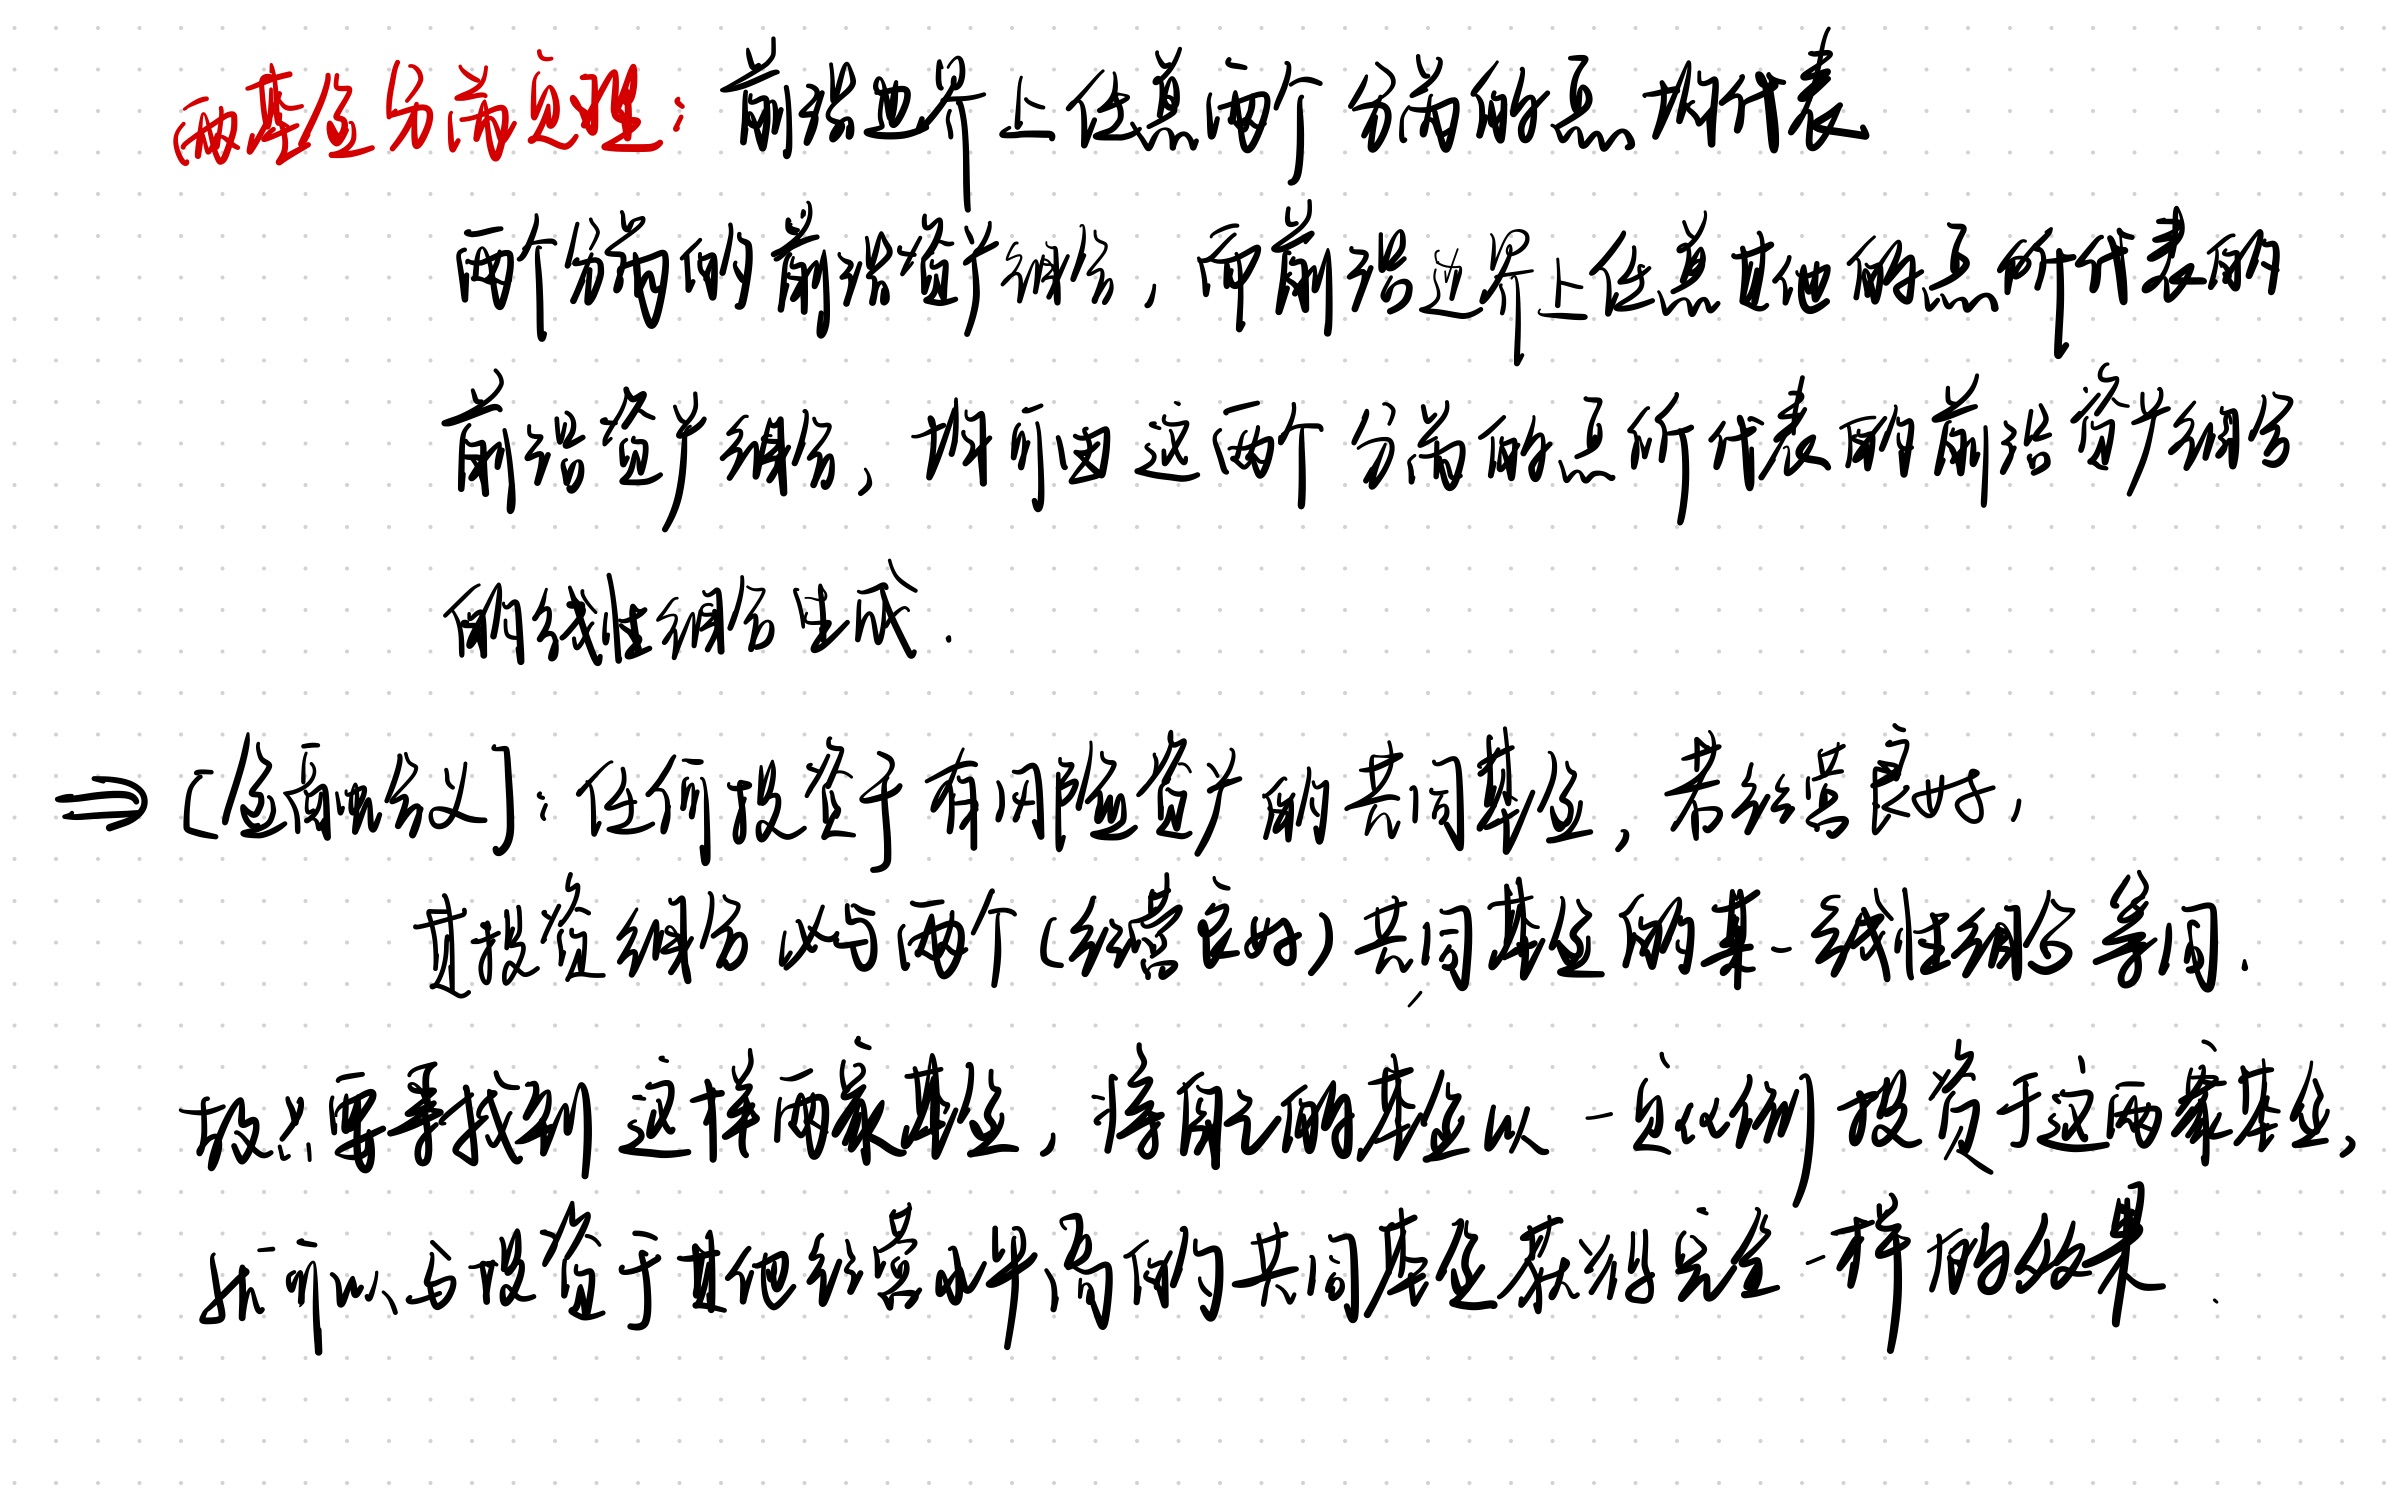 两基金分离定理：前沿边界上任意两个分离的点均代表
两个分离的前沿资产组合，而前沿边界上任意其他的点所代表的
前沿资产组合，均可由这两个分离的点所代表的前沿资产组合
的线性组合生成.
⇒ [金融意义]：任何投资于有风险资产的共同基金，若经营良好，
其投资组合必与两个(经营良好)共同基金的某一线性组合等同.
故只要寻找到这样两家基金，将自己的基金以一定比例投资于这两家基金，
就可以与投资于其他经营水平高的共同基金获得完全一样的效果.